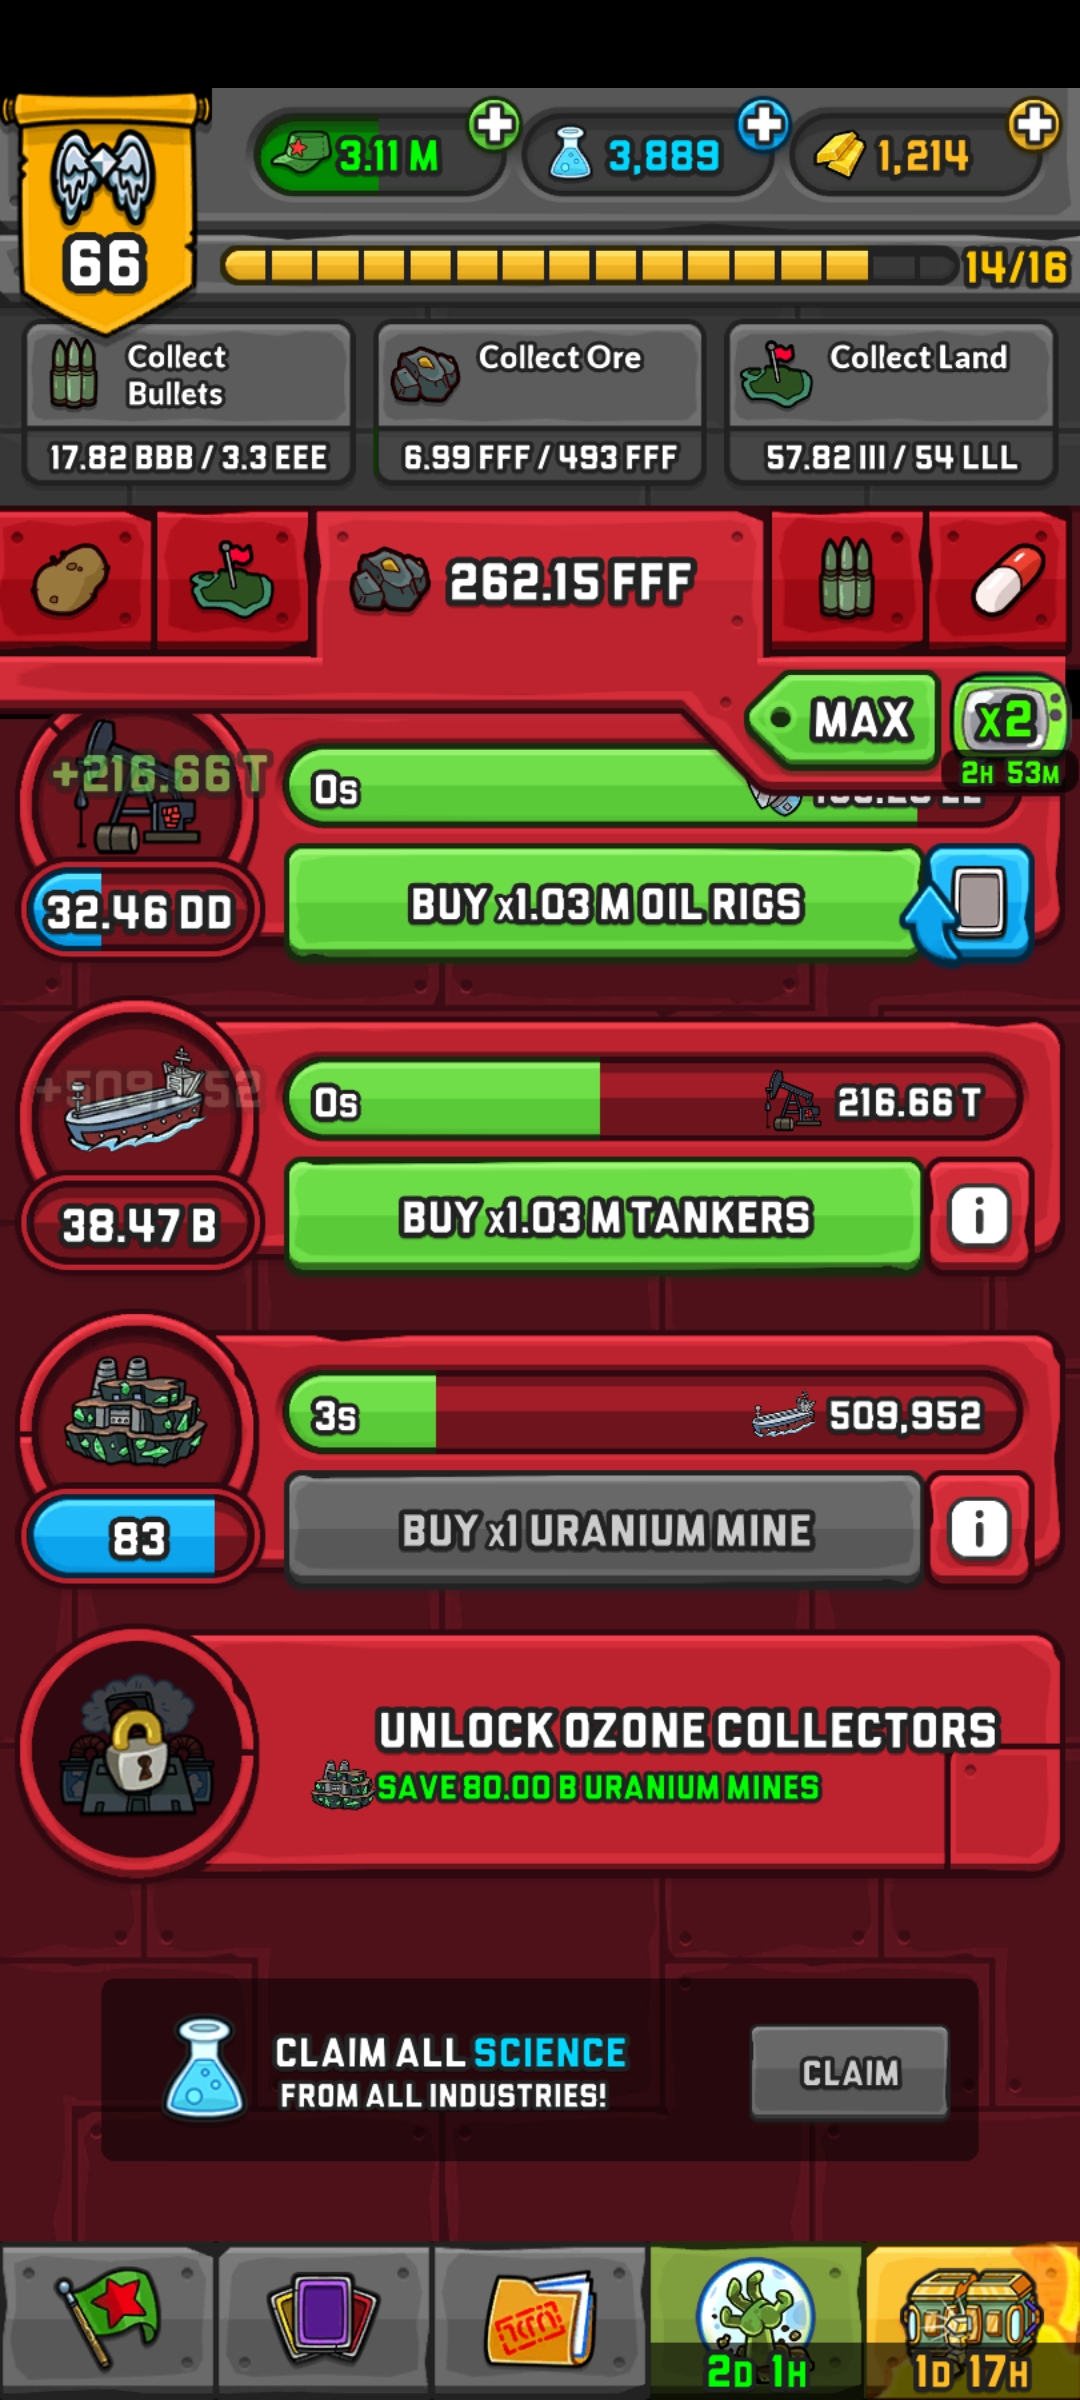 3.11 M
3,889
1,214
66
14/16
Collect
Bullets
17.82 BBB / 3.3 EEE
Collect Ore
6.99 FFF / 493 FFF
Collect Land
57.82 III / 54 LLL
262.15 FFF
MAX
x2
2H 53M
+216.66 T
0s
32.46 DD
BUY x1.03 M OIL RIGS
0s
216.66 T
38.47 B
BUY x1.03 M TANKERS
3s
509,952
83
BUY x1 URANIUM MINE
UNLOCK OZONE COLLECTORS
SAVE 80.00 B URANIUM MINES
CLAIM ALL SCIENCE
FROM ALL INDUSTRIES!
CLAIM
2D 1H
1D 17H